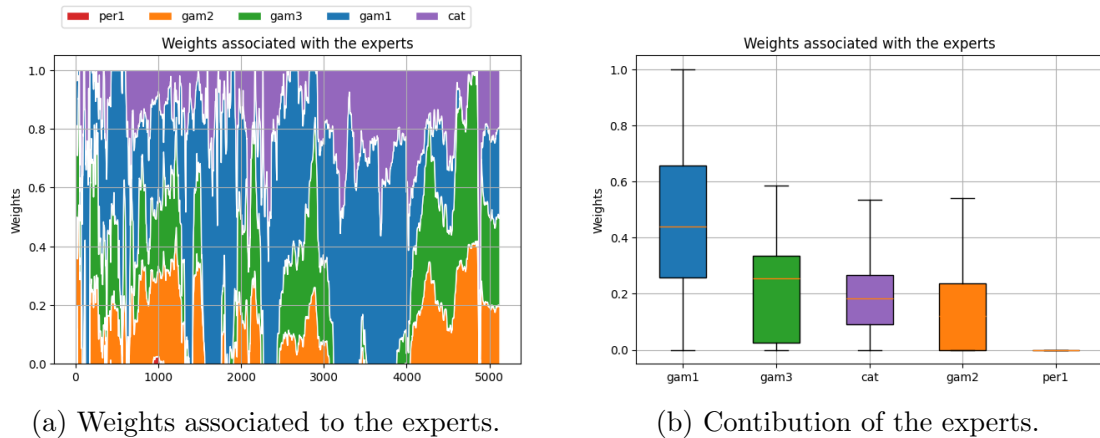 per1 gam2 gam3 gam1 cat
Weights associated with the experts
Weights
1.0
0.8
0.6
0.4
0.2
0.0
0 1000 2000 3000 4000 5000
(a) Weights associated to the experts.
Weights associated with the experts
Weights
1.0
0.8
0.6
0.4
0.2
0.0
gam1 gam3 cat gam2 per1
(b) Contibution of the experts.